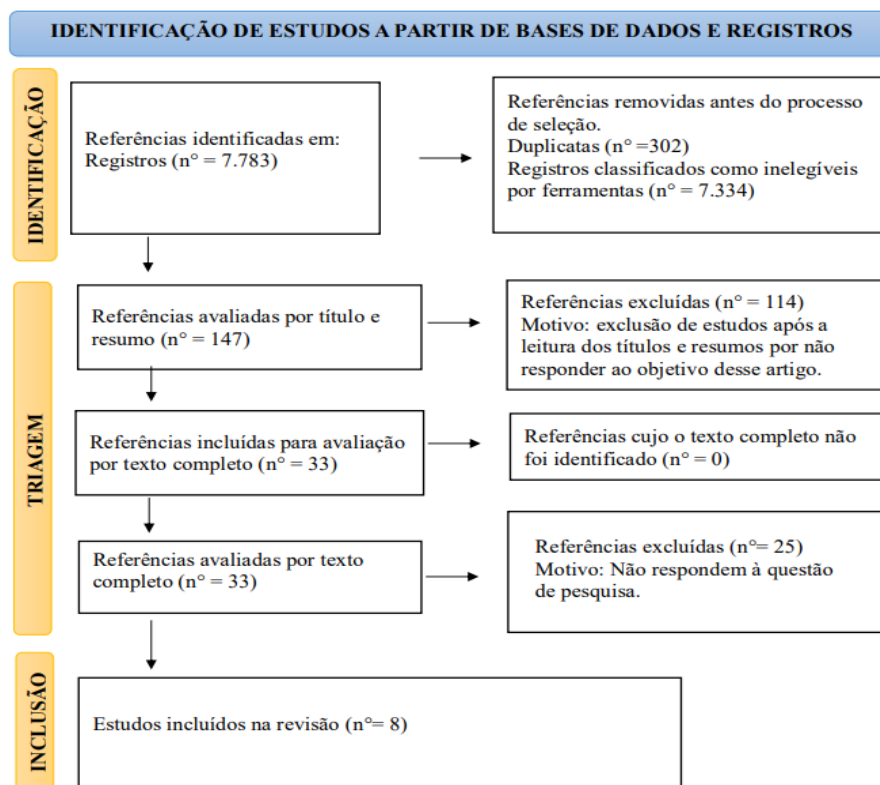 IDENTIFICAÇÃO DE ESTUDOS A PARTIR DE BASES DE DADOS E REGISTROS
IDENTIFICAÇÃO
Referências identificadas em:
Registros (n° = 7.783)
Referências removidas antes do processo
de seleção.
Duplicatas (n° =302)
Registros classificados como inelegíveis
por ferramentas (n° = 7.334)
TRIAGEM
Referências avaliadas por título e
resumo (n° = 147)
Referências excluídas (n° = 114)
Motivo: exclusão de estudos após a
leitura dos títulos e resumos por não
responder ao objetivo desse artigo.
Referências incluídas para avaliação
por texto completo (n° = 33)
Referências cujo o texto completo não
foi identificado (n° = 0)
Referências avaliadas por texto
completo (n° = 33)
Referências excluídas (n°= 25)
Motivo: Não respondem à questão
de pesquisa.
INCLUSÃO
Estudos incluídos na revisão (n°= 8)